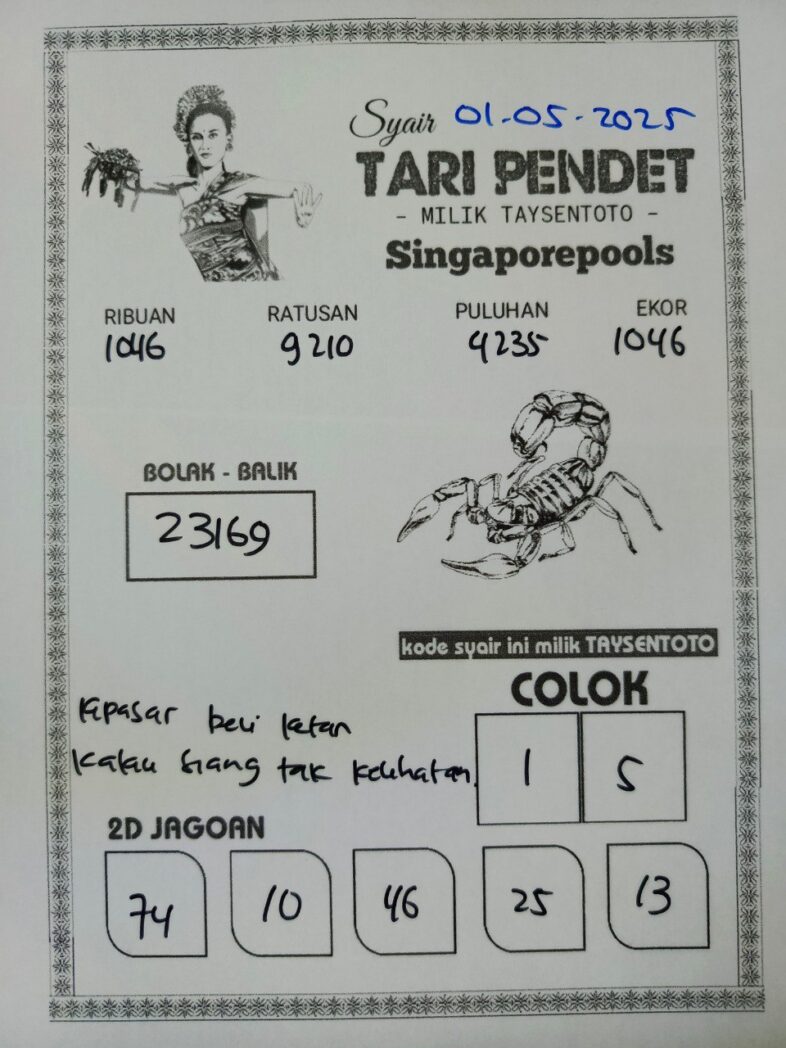 Syair 01-05-2025
TARI PENDET
- MILIK TAYSENTOTO -
Singaporepools
RIBUAN RATUSAN PULUHAN EKOR
1046 9210 4235 1046
BOLAK - BALIK
23169
kode syair ini milik TAYSENTOTO
COLOK
1 5
kepasar beli ketan
kalau siang tak kelihatan.
2D JAGOAN
74 10 46 25 13